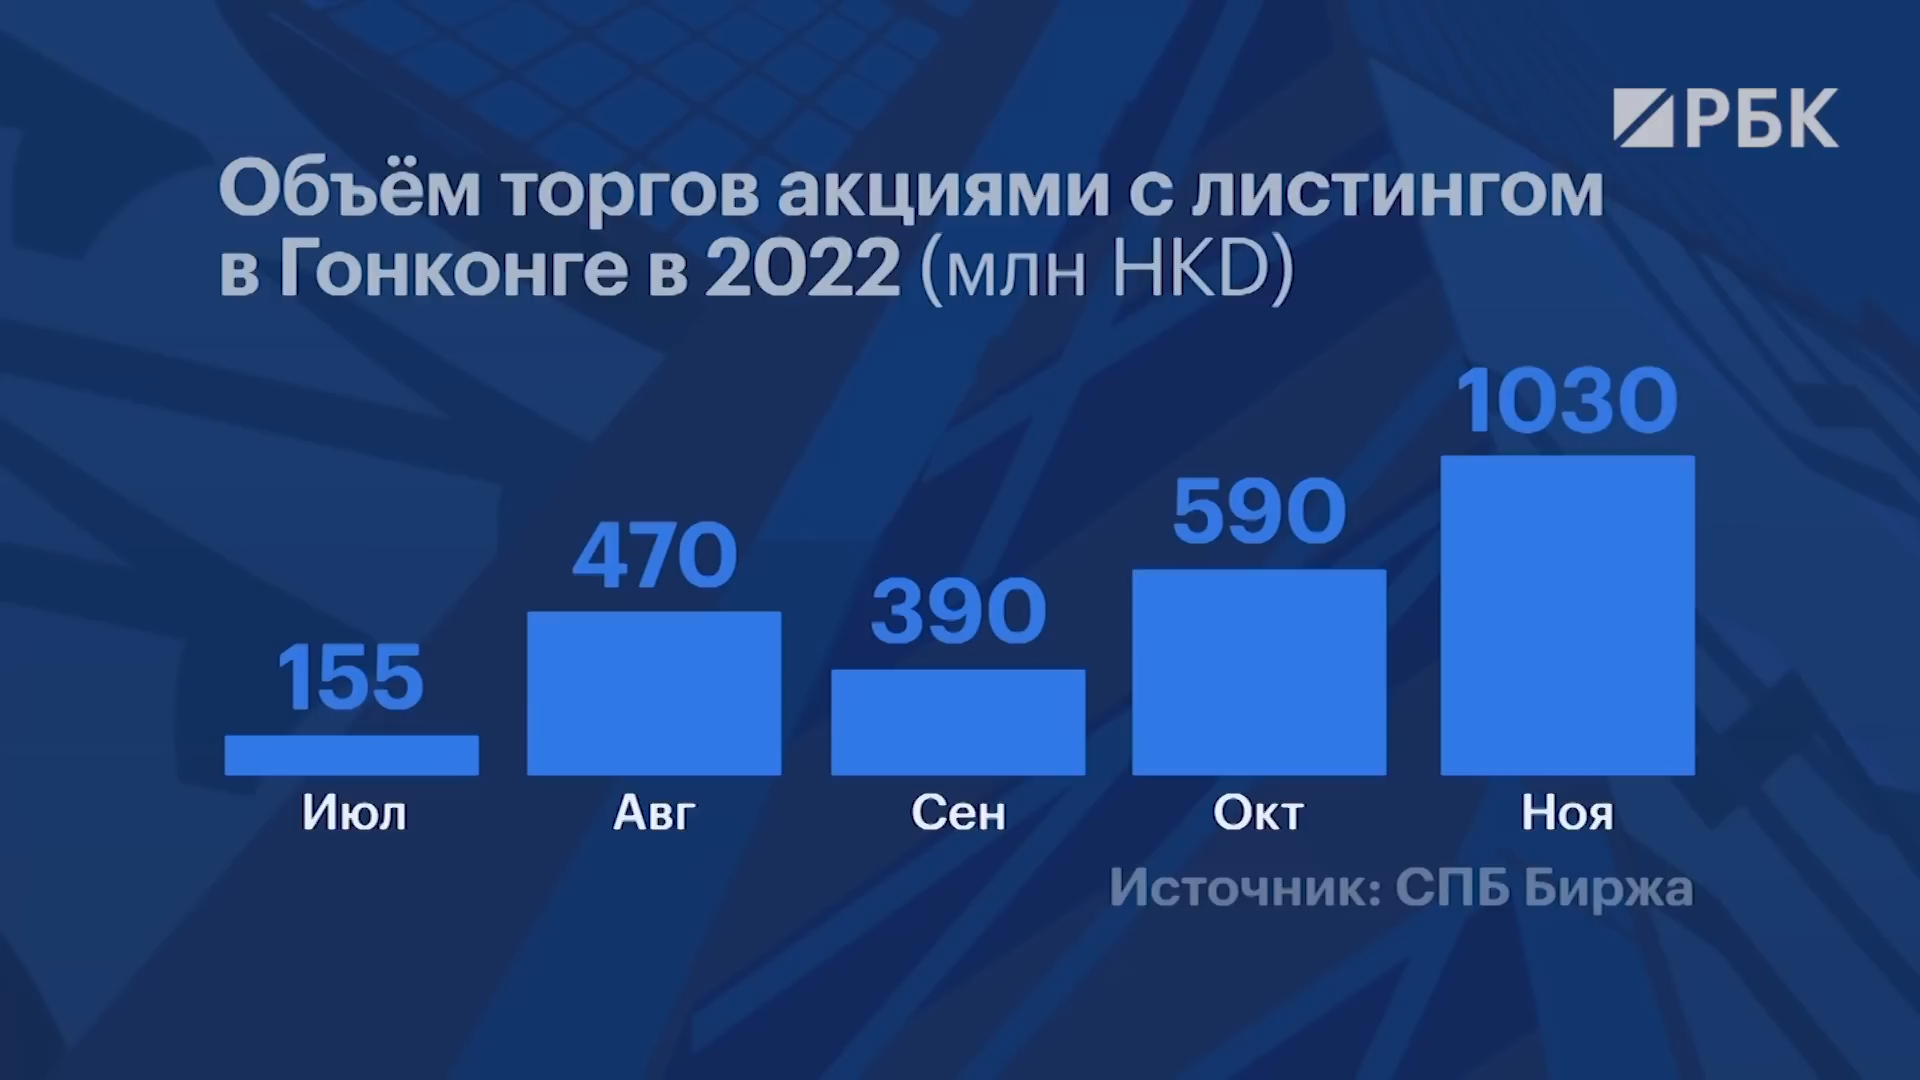 РБК
Объём торгов акциями с листингом
в Гонконге в 2022 (млн HKD)
1030
590
470
390
155
Июл Авг Сен Окт Ноя
Источник: СПБ Биржа